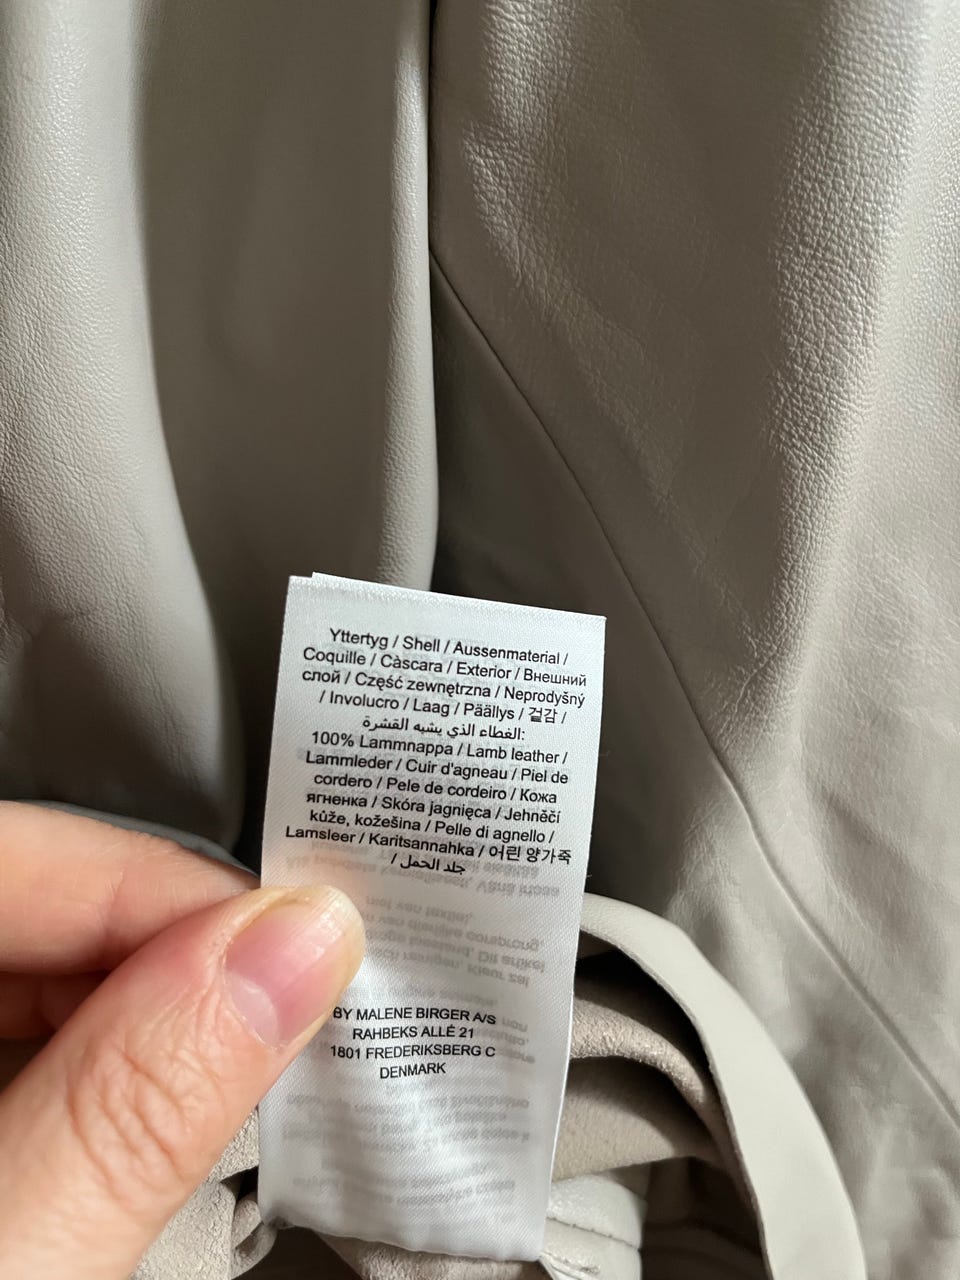 Yttertyg / Shell / Aussenmaterial /
Coquille / Càscara / Exterior / Внешний
слой / Część zewnętrzna / Neprodyšný
/ Involucro / Laag / Päällys / 겉감 /
الغطاء الذي يشبه القشرة:
100% Lammnappa / Lamb leather /
Lammleder / Cuir d'agneau / Piel de
cordero / Pele de cordeiro / Кожа
ягненка / Skóra jagnięca / Jehněčí
kůže, kožešina / Pelle di agnello /
Lamsleer / Karitsannahka / 어린 양가죽
/ جلد الحمل
BY MALENE BIRGER A/S
RAHBEKS ALLÉ 21
1801 FREDERIKSBERG C
DENMARK